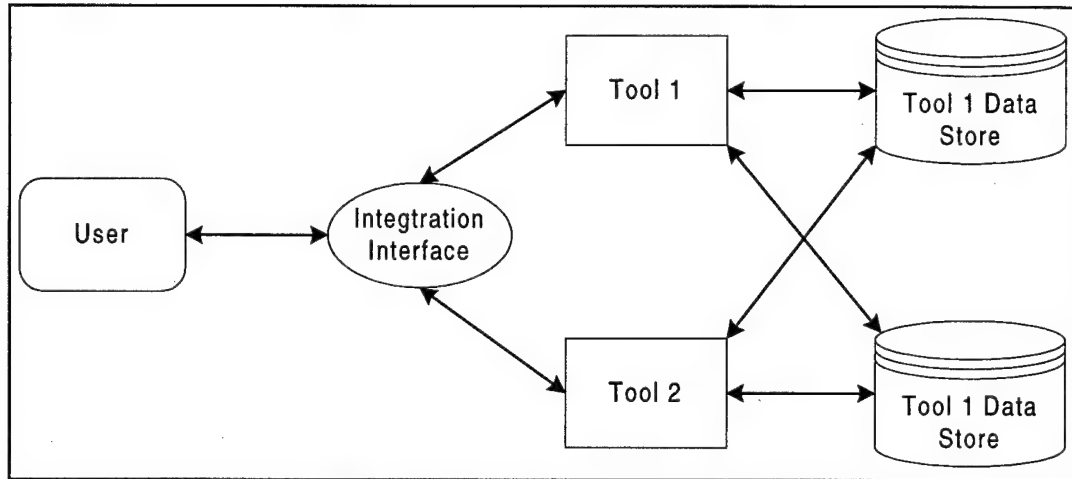 Tool 1
Tool 1 Data
Store
User
Integtration
Interface
Tool 2
Tool 1 Data
Store